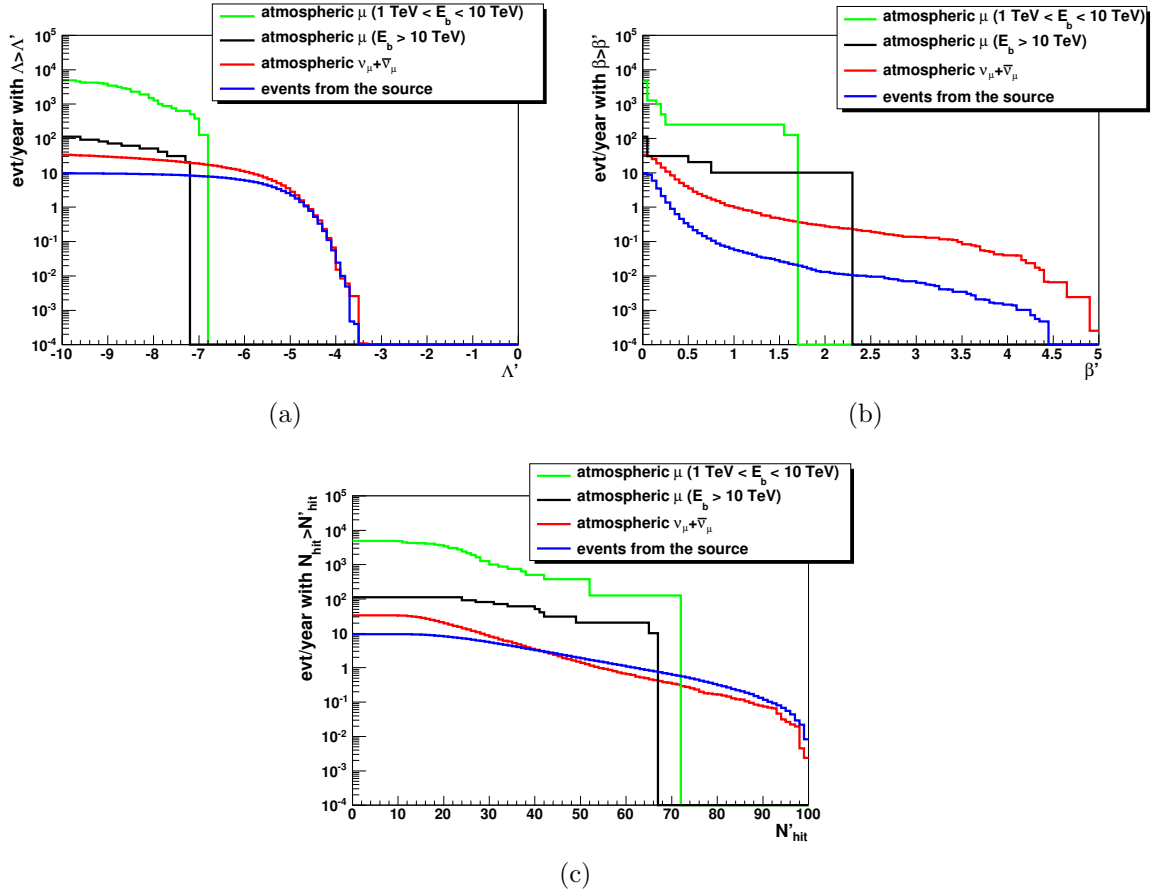 atmospheric μ (1 TeV < E_b < 10 TeV)
atmospheric μ (E_b > 10 TeV)
atmospheric ν_μ+ν̅_μ
events from the source
evt/year with Λ>Λ'
10^5
10^4
10^3
10^2
10
1
10^-1
10^-2
10^-3
10^-4
-10 -9 -8 -7 -6 -5 -4 -3 -2 -1 0
Λ'
(a)
atmospheric μ (1 TeV < E_b < 10 TeV)
atmospheric μ (E_b > 10 TeV)
atmospheric ν_μ+ν̅_μ
events from the source
evt/year with β>β'
10^5
10^4
10^3
10^2
10
1
10^-1
10^-2
10^-3
10^-4
0 0.5 1 1.5 2 2.5 3 3.5 4 4.5 5
β'
(b)
atmospheric μ (1 TeV < E_b < 10 TeV)
atmospheric μ (E_b > 10 TeV)
atmospheric ν_μ+ν̅_μ
events from the source
evt/year with N_hit>N'_hit
10^5
10^4
10^3
10^2
10
1
10^-1
10^-2
10^-3
10^-4
0 10 20 30 40 50 60 70 80 90 100
N'_hit
(c)